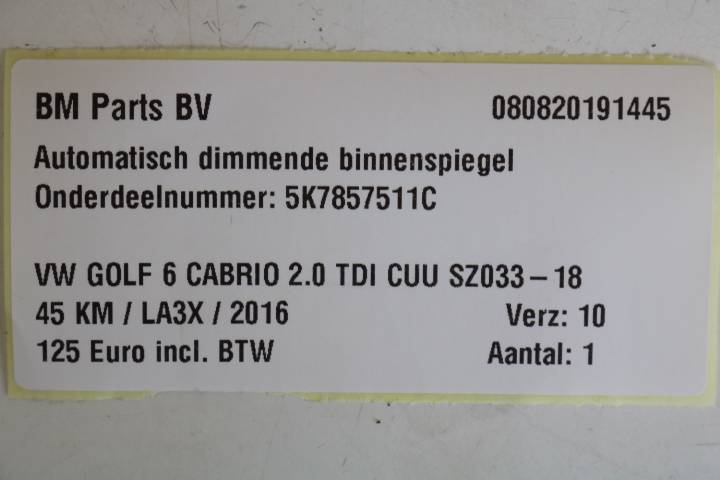 BM Parts BV 080820191445
Automatisch dimmende binnenspiegel
Onderdeelnummer: 5K7857511C
VW GOLF 6 CABRIO 2.0 TDI CUU SZ033-18
45 KM / LA3X / 2016 Verz: 10
125 Euro incl. BTW Aantal: 1